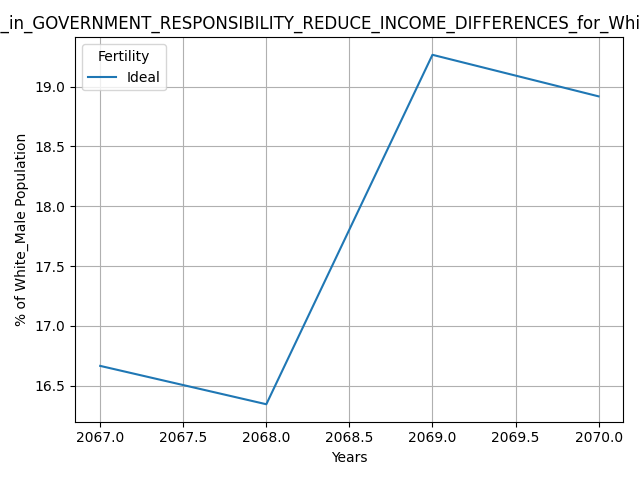 _in_GOVERNMENT_RESPONSIBILITY_REDUCE_INCOME_DIFFERENCES_for_Whi
Fertility
Ideal
% of White_Male Population
19.0
18.5
18.0
17.5
17.0
16.5
2067.0 2067.5 2068.0 2068.5 2069.0 2069.5 2070.0
Years